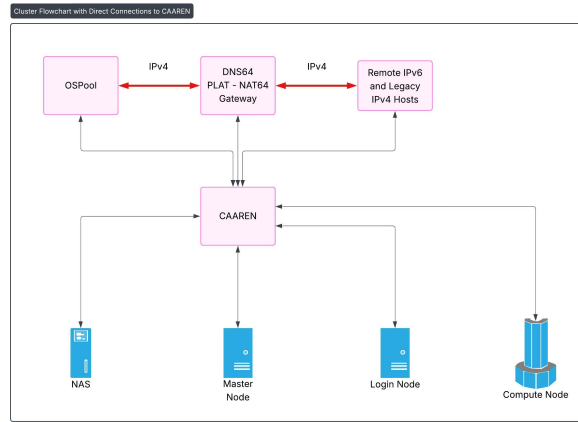 Cluster Flowchart with Direct Connections to CAAREN
IPv4
IPv4
OSPool
DNS64
PLAT - NAT64
Gateway
Remote IPv6
and Legacy
IPv4 Hosts
CAAREN
NAS
Master
Node
Login Node
Compute Node